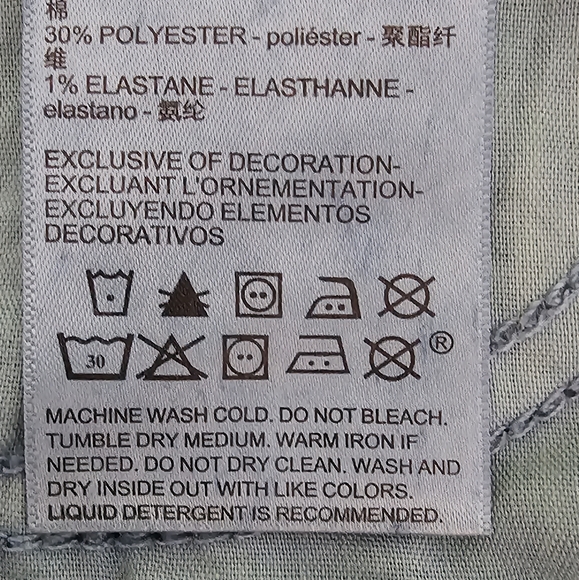 棉
30% POLYESTER - poliéster - 聚酯纤
维
1% ELASTANE - ELASTHANNE -
elastano - 氨纶
EXCLUSIVE OF DECORATION-
EXCLUANT L'ORNEMENTATION-
EXCLUYENDO ELEMENTOS
DECORATIVOS
30 ®
MACHINE WASH COLD. DO NOT BLEACH.
TUMBLE DRY MEDIUM. WARM IRON IF
NEEDED. DO NOT DRY CLEAN. WASH AND
DRY INSIDE OUT WITH LIKE COLORS.
LIQUID DETERGENT IS RECOMMENDED.